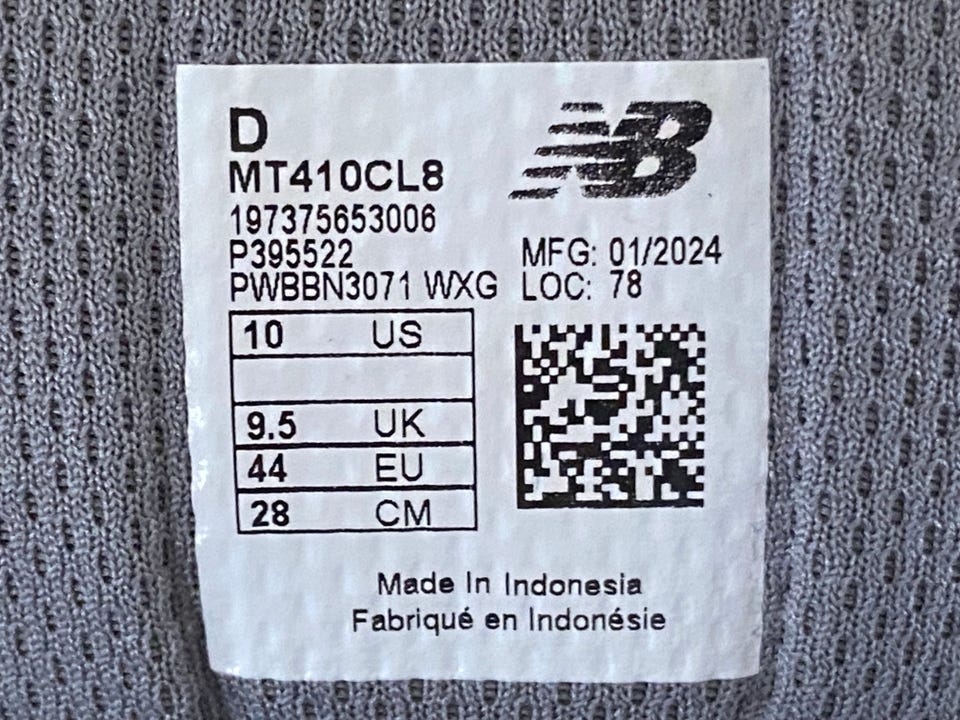 D
NB
MT410CL8
197375653006
P395522
MFG: 01/2024
PWBBN3071 WXG
LOC: 78
10 US
9.5 UK
44 EU
28 CM
Made In Indonesia
Fabriqué en Indonésie